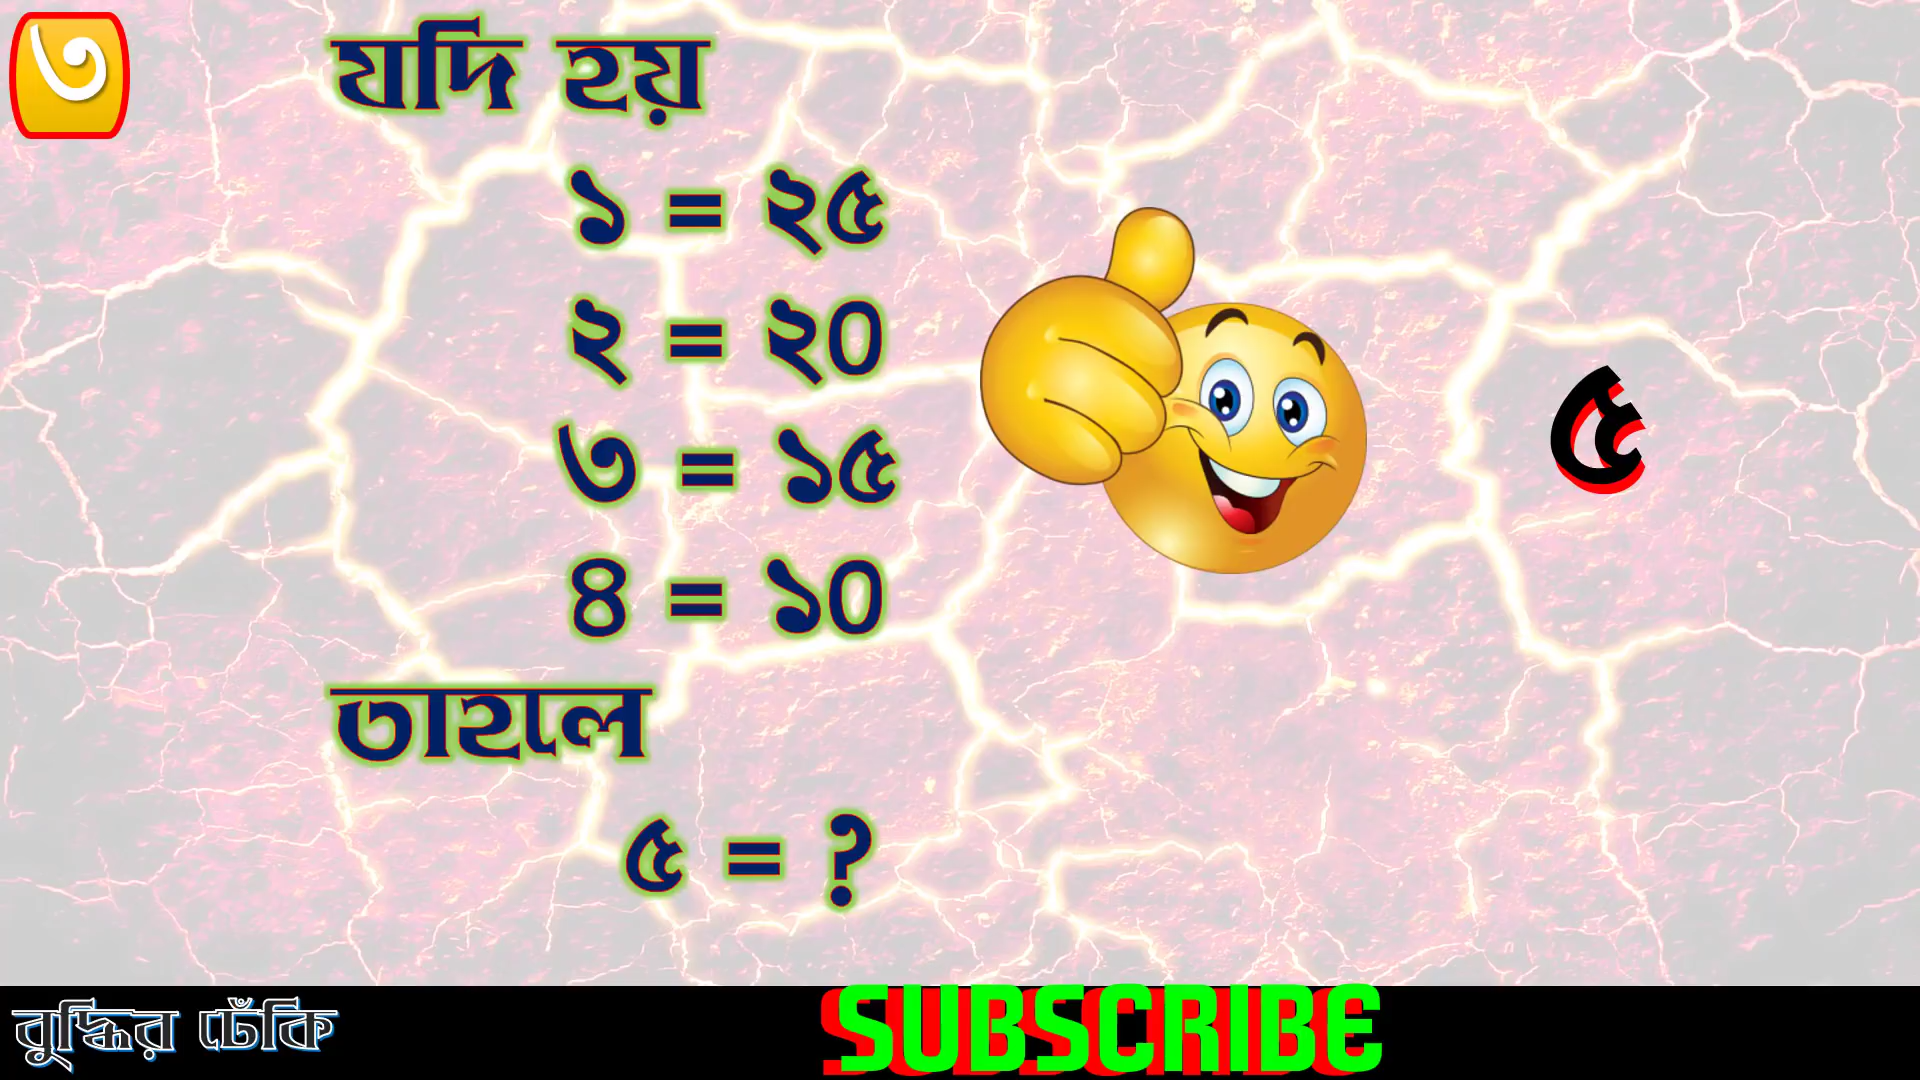 ৩
যদি হয়
১ = ২৫
২ = ২০
৩ = ১৫
৪ = ১০
তাহলে
৫ = ?
৫
বুদ্ধির ঢেঁকি
SUBSCRIBE